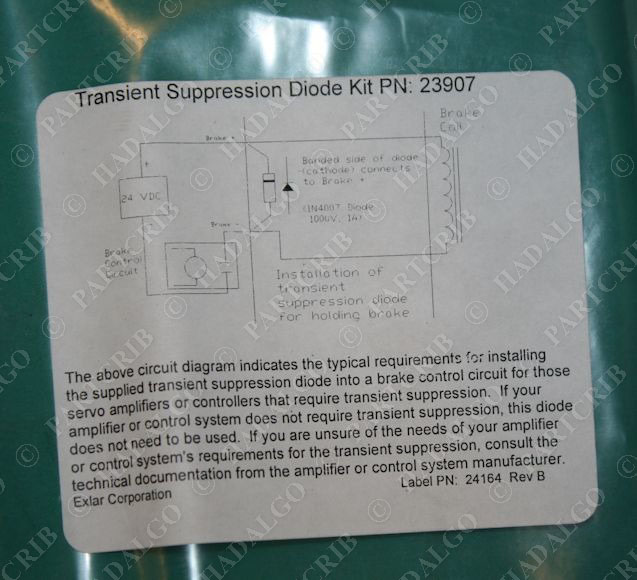 Transient Suppression Diode Kit PN: 23907
Brake +
Brake
Coil
Banded side of diode
(cathode) connects
to Brake +
24 VDC
(1N4007 Diode
1000V, 1A)
Brake -
Brake
Control
Circuit
Installation of
transient
suppression diode
for holding brake
The above circuit diagram indicates the typical requirements for installing
the supplied transient suppression diode into a brake control circuit for those
servo amplifiers or controllers that require transient suppression. If your
amplifier or control system does not require transient suppression, this diode
does not need to be used. If you are unsure of the needs of your amplifier
or control system's requirements for the transient suppression, consult the
technical documentation from the amplifier or control system manufacturer.
Exlar Corporation
Label PN: 24164 Rev B
© PARTCRIB © HADALGO